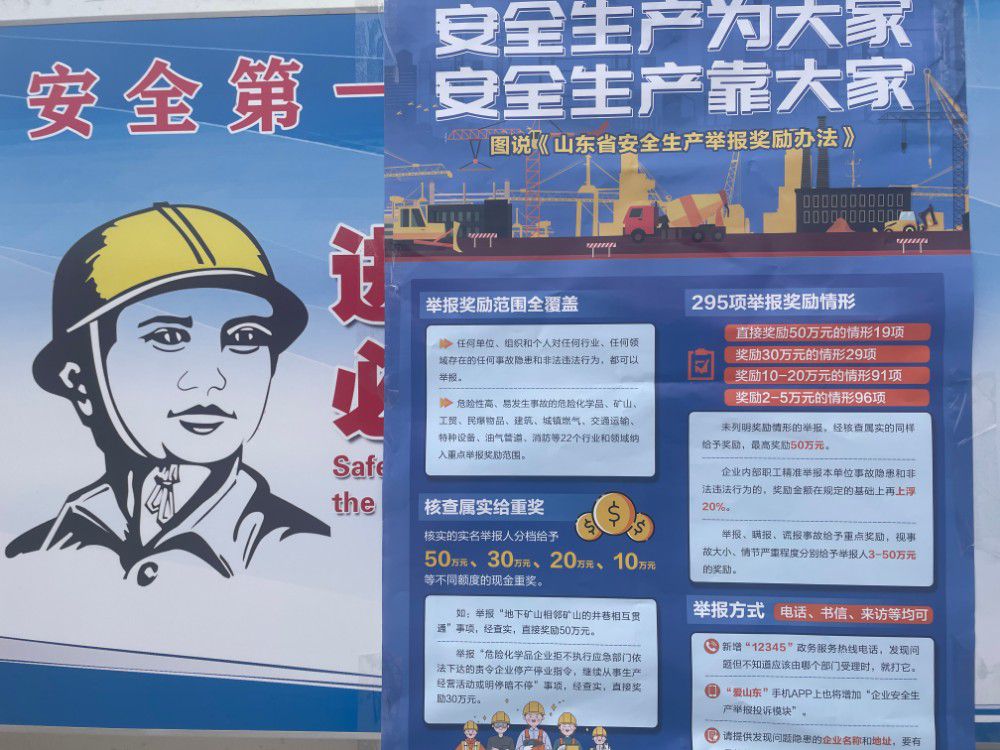 安全第一
进
必
Safe
the
安全生产为大家
安全生产靠大家
图说《山东省安全生产举报奖励办法》
举报奖励范围全覆盖
任何单位、组织和个人对任何行业、任何领
域存在的任何事故隐患和非法违法行为，都可以
举报。
危险性高、易发生事故的危险化学品、矿山、
工贸、民爆物品、建筑、城镇燃气、交通运输、
特种设备、油气管道、消防等22个行业和领域纳
入重点举报奖励范围。
核查属实给重奖
核实的实名举报人分档给予
50万元、30万元、20万元、10万元
等不同额度的现金重奖。
如：举报“地下矿山相邻矿山的井巷相互贯
通”事项，经查实，直接奖励50万元。
举报“危险化学品企业拒不执行应急部门依
法下达的责令企业停产停业指令，继续从事生产
经营活动或明停暗不停”事项，经查实，直接奖
励30万元。
295项举报奖励情形
直接奖励50万元的情形19项
奖励30万元的情形29项
奖励10-20万元的情形91项
奖励2-5万元的情形96项
未列明奖励情形的举报，经核查属实的同样
给予奖励，最高奖励50万元。
企业内部职工精准举报本单位事故隐患和非
法违法行为的，奖励金额在规定的基础上再上浮
20%。
举报、瞒报、谎报事故给予重点奖励，视事
故大小、情节严重程度分别给予举报人3-50万元
的奖励。
举报方式 电话、书信、来访等均可
新增“12345”政务服务热线电话，发现问
题但不知道应该由哪个部门受理时，就打它。
“爱山东”手机APP上也将增加“企业安全生
产举报投诉模块”。
请提供发现问题隐患的企业名称和地址，要有